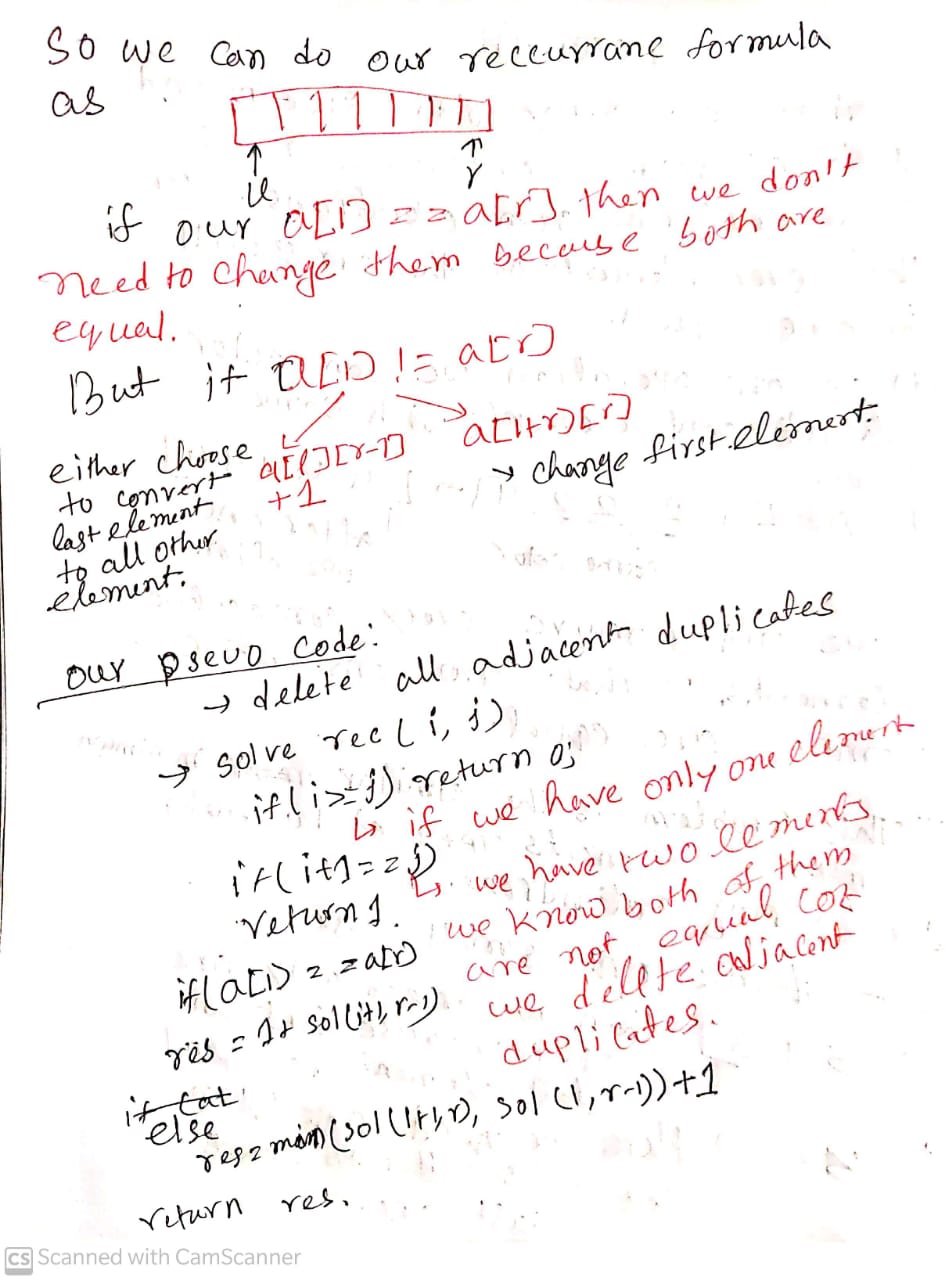 So we can do our reccurrane formula
as
l r
if our a[l] == a[r]. then we don't
need to change them because both are
equal.
But if a[l] != a[r]
either choose a[l][r-1] a[l+r][r]
to convert +1 → change first element.
last element
to all other
element.
our psevo code:
→ delete all adjacent duplicates
→ solve rec(i, j)
if(i>=j) return 0;
↳ if we have only one element
if(i+1==j)
return 1. ↳ we have two lements
we know both of them
if(a[i] == a[r]) are not equal coz
res = 1+ sol(i+1, r-1) we delete adjacent
duplicates.
else
res = min(sol(l+1,r), sol(l,r-1))+1
return res.
CS Scanned with CamScanner